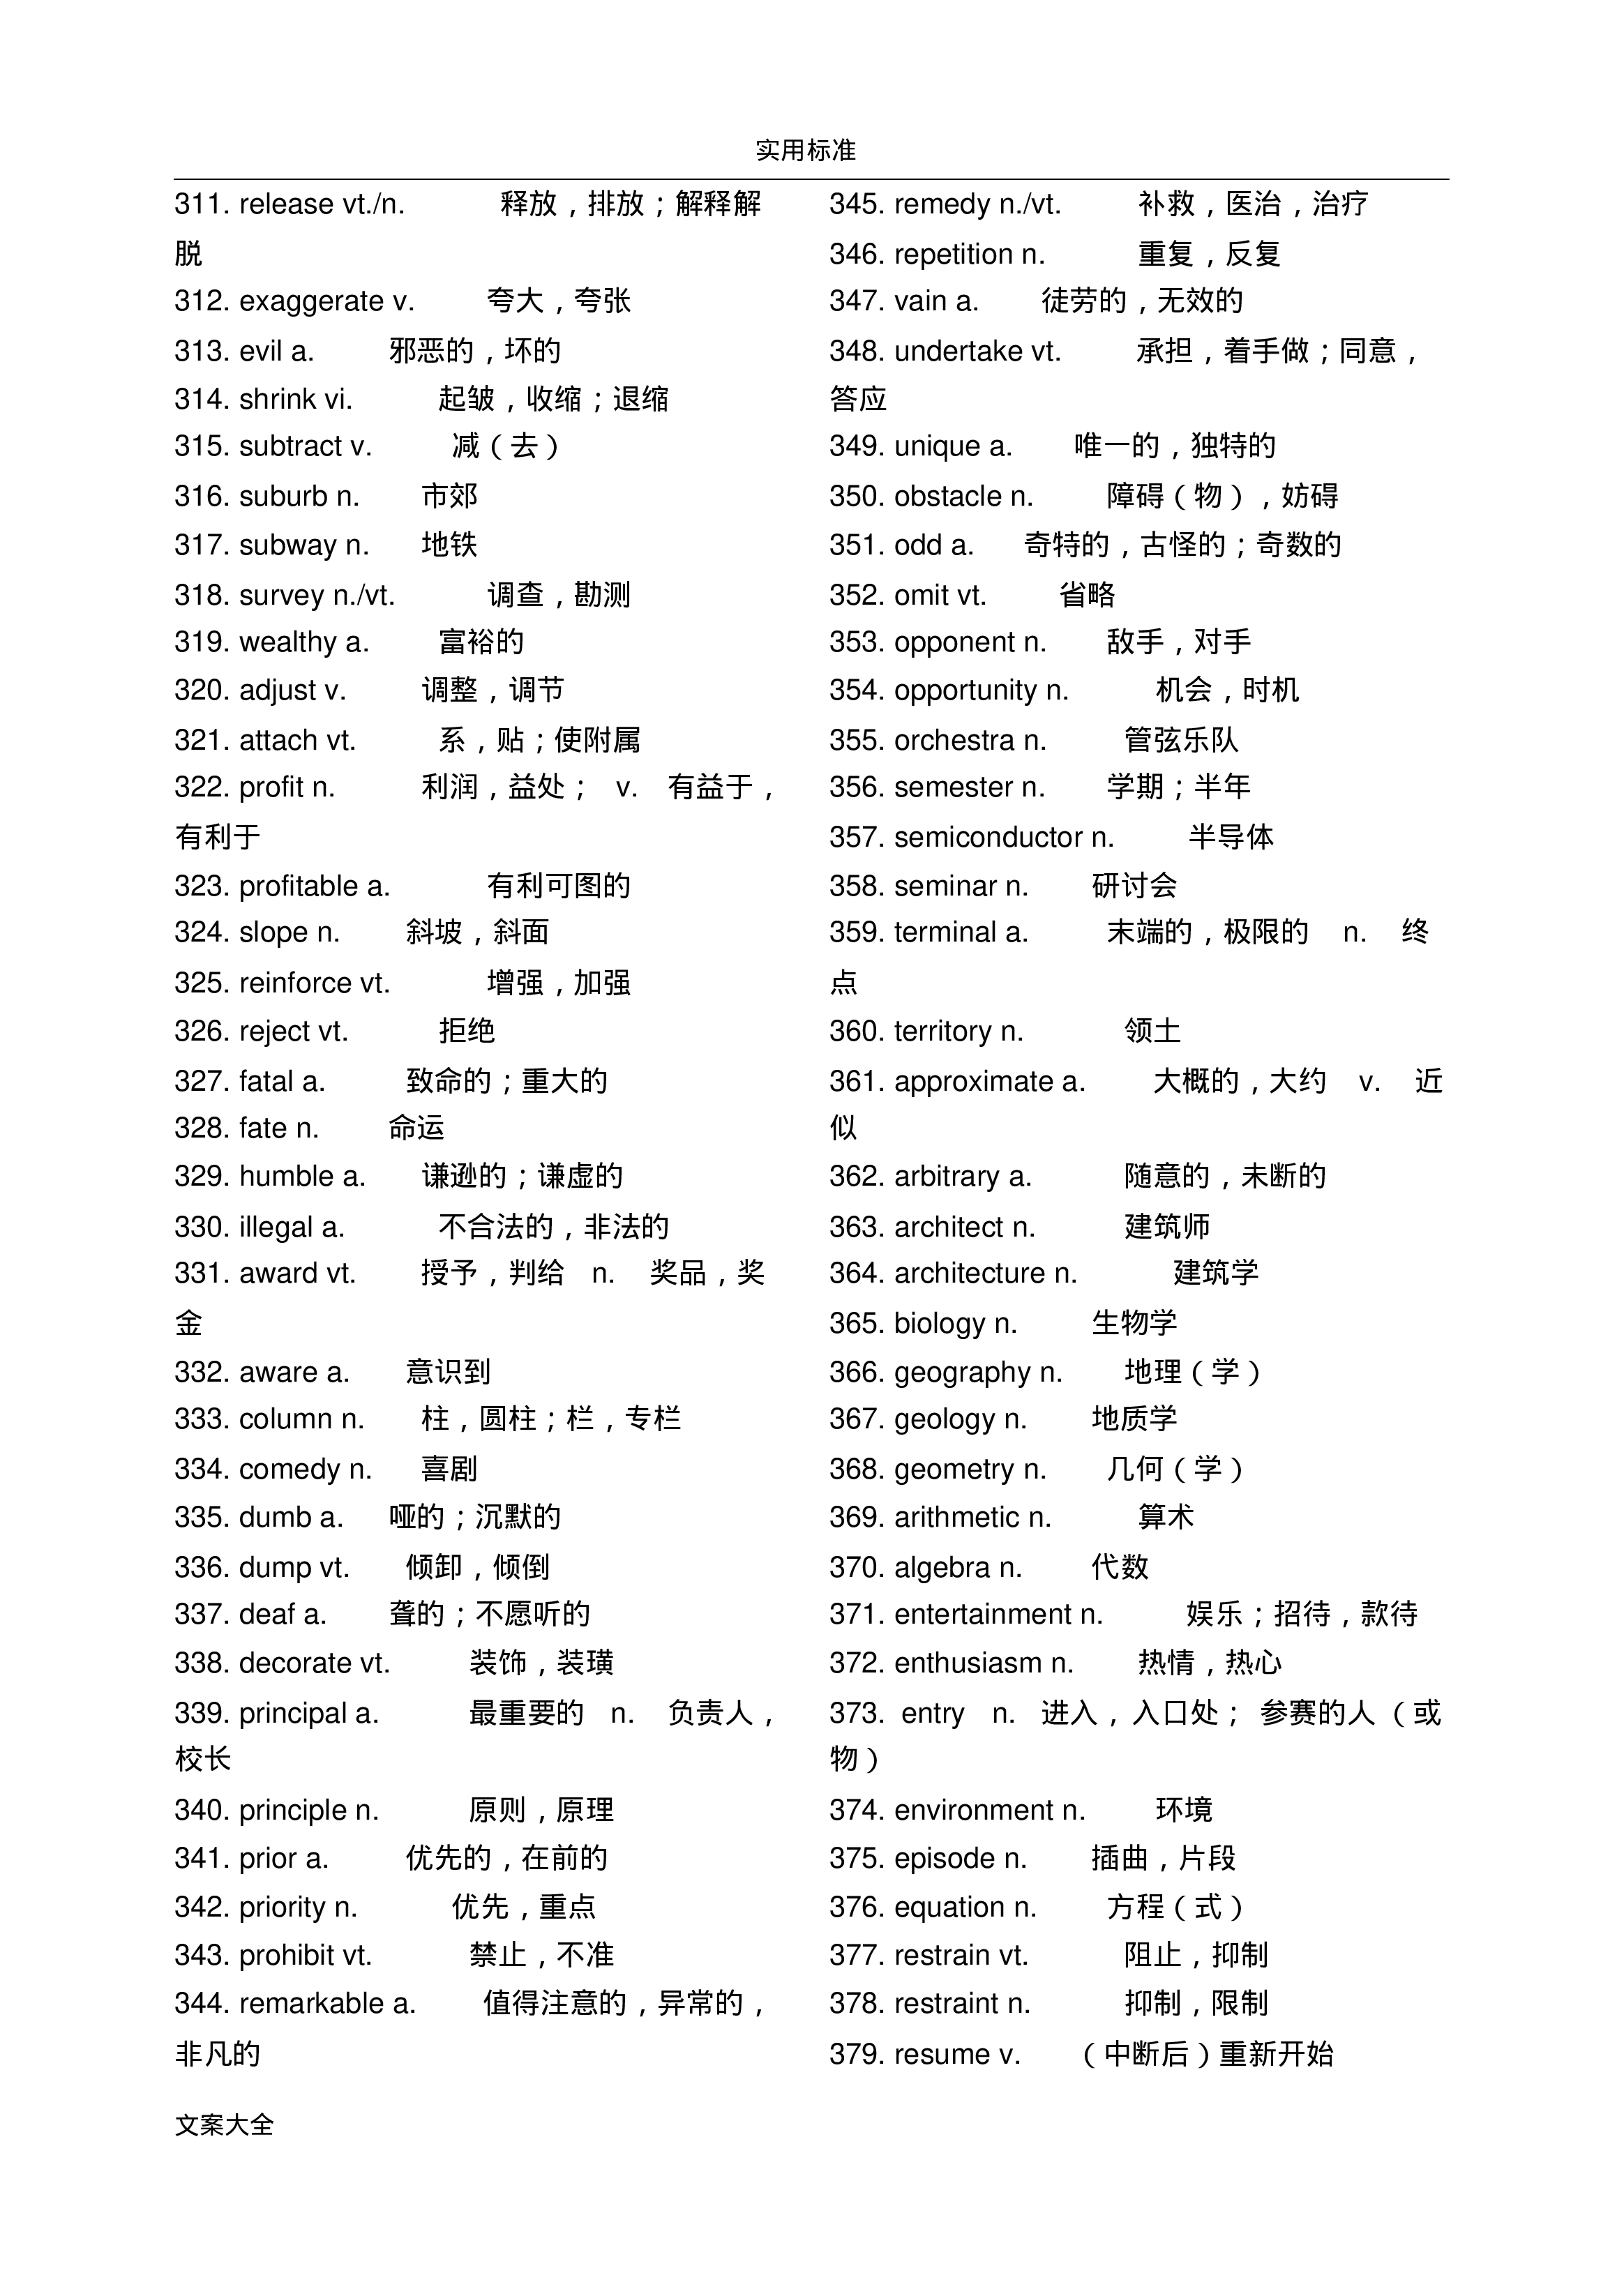 实用标准
311. release vt./n. 释放，排放；解释解
脱
312. exaggerate v. 夸大，夸张
313. evil a. 邪恶的，坏的
314. shrink vi. 起皱，收缩；退缩
315. subtract v. 减（去）
316. suburb n. 市郊
317. subway n. 地铁
318. survey n./vt. 调查，勘测
319. wealthy a. 富裕的
320. adjust v. 调整，调节
321. attach vt. 系，贴；使附属
322. profit n. 利润，益处； v. 有益于，
有利于
323. profitable a. 有利可图的
324. slope n. 斜坡，斜面
325. reinforce vt. 增强，加强
326. reject vt. 拒绝
327. fatal a. 致命的；重大的
328. fate n. 命运
329. humble a. 谦逊的；谦虚的
330. illegal a. 不合法的，非法的
331. award vt. 授予，判给 n. 奖品，奖
金
332. aware a. 意识到
333. column n. 柱，圆柱；栏，专栏
334. comedy n. 喜剧
335. dumb a. 哑的；沉默的
336. dump vt. 倾卸，倾倒
337. deaf a. 聋的；不愿听的
338. decorate vt. 装饰，装璜
339. principal a. 最重要的 n. 负责人，
校长
340. principle n. 原则，原理
341. prior a. 优先的，在前的
342. priority n. 优先，重点
343. prohibit vt. 禁止，不准
344. remarkable a. 值得注意的，异常的，
非凡的
345. remedy n./vt. 补救，医治，治疗
346. repetition n. 重复，反复
347. vain a. 徒劳的，无效的
348. undertake vt. 承担，着手做；同意，
答应
349. unique a. 唯一的，独特的
350. obstacle n. 障碍（物），妨碍
351. odd a. 奇特的，古怪的；奇数的
352. omit vt. 省略
353. opponent n. 敌手，对手
354. opportunity n. 机会，时机
355. orchestra n. 管弦乐队
356. semester n. 学期；半年
357. semiconductor n. 半导体
358. seminar n. 研讨会
359. terminal a. 末端的，极限的 n. 终
点
360. territory n. 领土
361. approximate a. 大概的，大约 v. 近
似
362. arbitrary a. 随意的，未断的
363. architect n. 建筑师
364. architecture n. 建筑学
365. biology n. 生物学
366. geography n. 地理（学）
367. geology n. 地质学
368. geometry n. 几何（学）
369. arithmetic n. 算术
370. algebra n. 代数
371. entertainment n. 娱乐；招待，款待
372. enthusiasm n. 热情，热心
373. entry n. 进入，入口处； 参赛的人（或
物）
374. environment n. 环境
375. episode n. 插曲，片段
376. equation n. 方程（式）
377. restrain vt. 阻止，抑制
378. restraint n. 抑制，限制
379. resume v. （中断后）重新开始
文案大全